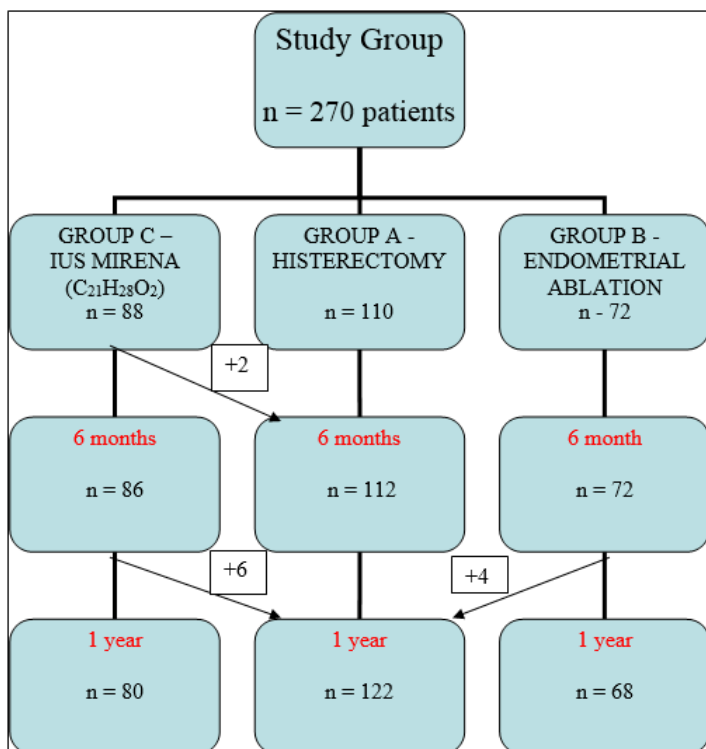 Study Group
n = 270 patients
GROUP C –
IUS MIRENA
(C₂₁H₂₈O₂)
n = 88
GROUP A -
HISTERECTOMY
n = 110
GROUP B -
ENDOMETRIAL
ABLATION
n - 72
+2
6 months
n = 86
6 months
n = 112
6 month
n = 72
+6
+4
1 year
n = 80
1 year
n = 122
1 year
n = 68